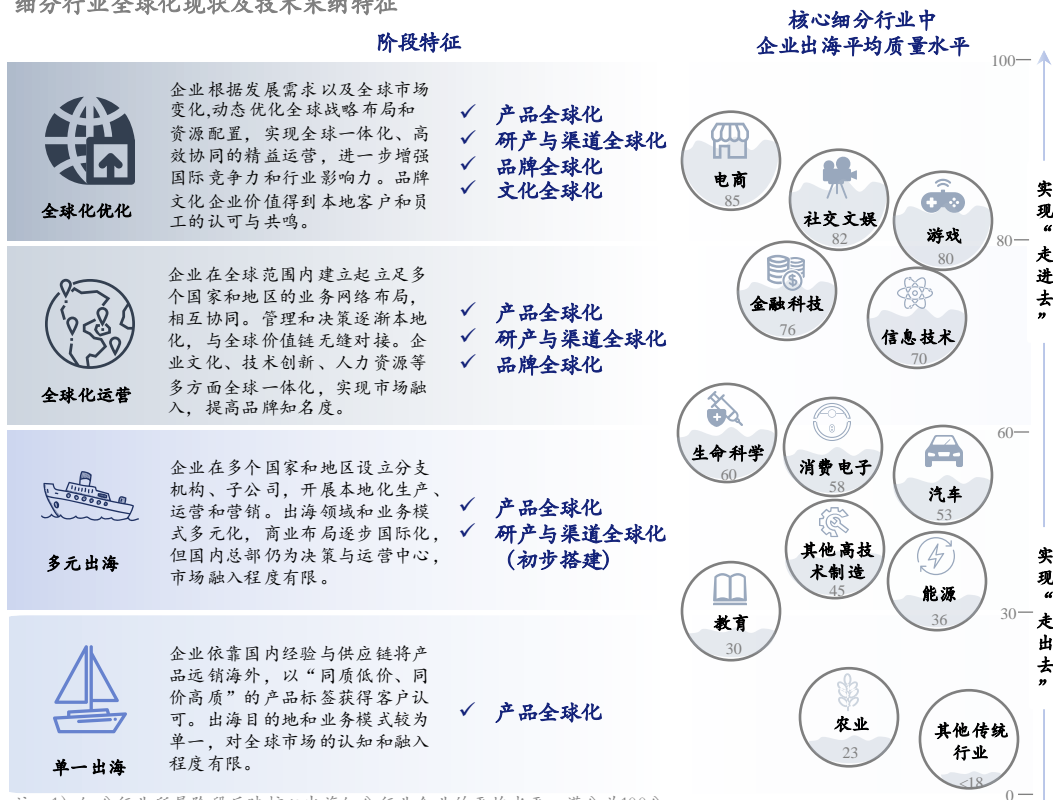 细分行业全球化现状及技术采纳特征
阶段特征
核心细分行业中
企业出海平均质量水平
企业根据发展需求以及全球市场
变化,动态优化全球战略布局和
资源配置，实现全球一体化、高
效协同的精益运营，进一步增强
国际竞争力和行业影响力。品牌
文化企业价值得到本地客户和员
工的认可与共鸣。
全球化优化
✓ 产品全球化
✓ 研产与渠道全球化
✓ 品牌全球化
✓ 文化全球化
企业在全球范围内建立起立足多
个国家和地区的业务网络布局，
相互协同。管理和决策逐渐本地
化，与全球价值链无缝对接。企
业文化、技术创新、人力资源等
多方面全球一体化，实现市场融
入，提高品牌知名度。
全球化运营
✓ 产品全球化
✓ 研产与渠道全球化
✓ 品牌全球化
企业在多个国家和地区设立分支
机构、子公司，开展本地化生产、
运营和营销。出海领域和业务模
式多元化，商业布局逐步国际化，
但国内总部仍为决策与运营中心，
市场融入程度有限。
多元出海
✓ 产品全球化
✓ 研产与渠道全球化
（初步搭建）
企业依靠国内经验与供应链将产
品远销海外，以“同质低价、同
价高质”的产品标签获得客户认
可。出海目的地和业务模式较为
单一，对全球市场的认知和融入
程度有限。
单一出海
✓ 产品全球化
电商
85
社交文娱
82
游戏
80
金融科技
76
信息技术
70
生命科学
60
消费电子
58
汽车
53
其他高技
术制造
45
能源
36
教育
30
农业
23
其他传统
行业
<18
100
80
60
30
0
实现“走进去”
实现“走出去”